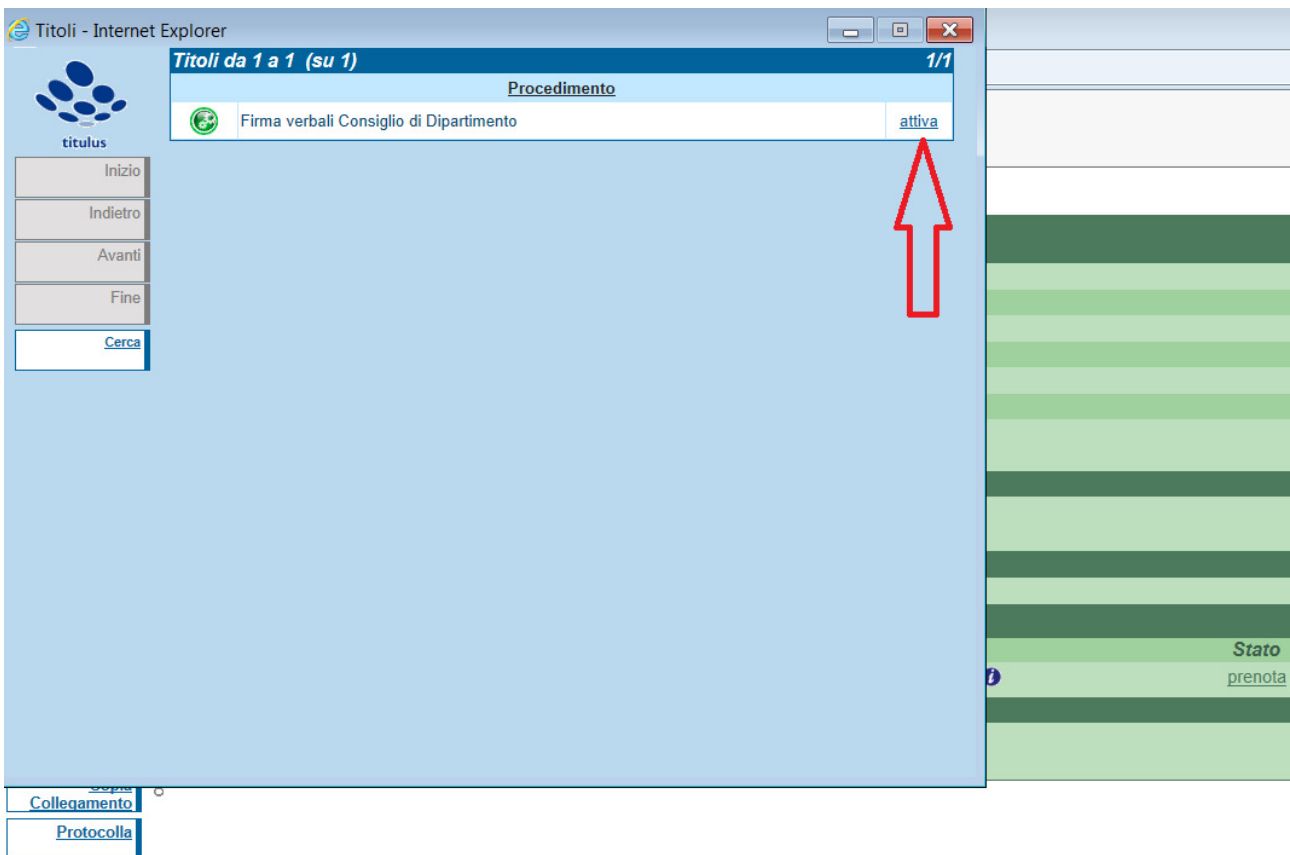 Titoli - Internet Explorer
Titoli da 1 a 1 (su 1) 1/1
Procedimento
Firma verbali Consiglio di Dipartimento attiva
titulus
Inizio
Indietro
Avanti
Fine
Cerca
Stato
prenota
Copia
Collegamento
Protocolla